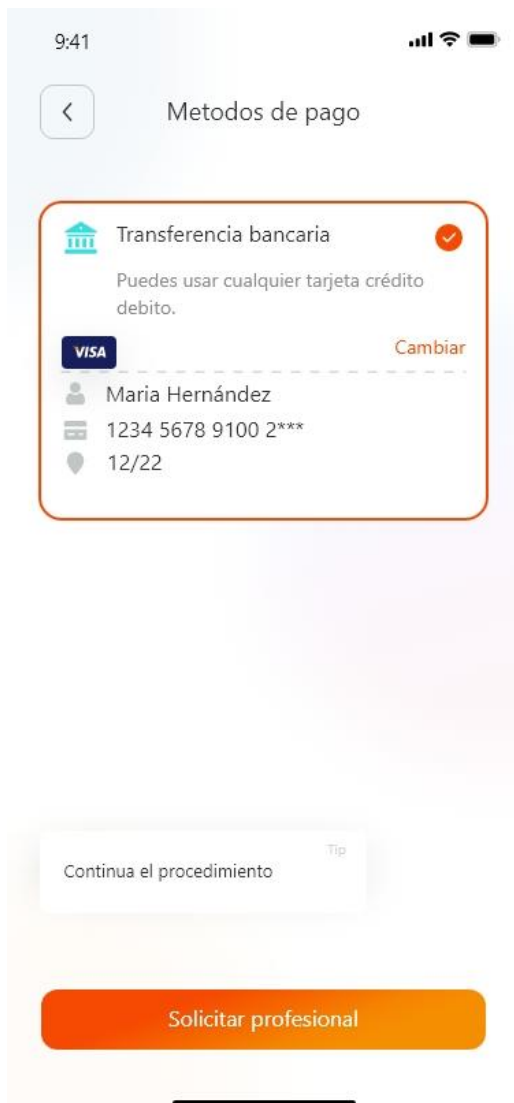 9:41
Metodos de pago
Transferencia bancaria
Puedes usar cualquier tarjeta crédito
debito.
VISA
Cambiar
Maria Hernández
1234 5678 9100 2***
12/22
Tip
Continua el procedimiento
Solicitar profesional